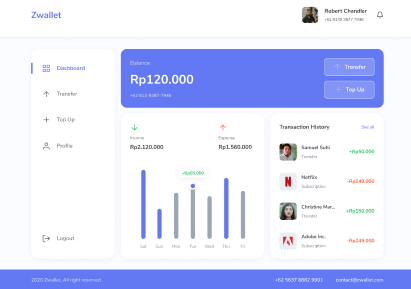 Zwallet
Robert Chandler
+62 8139 3877 7946
Dashboard
Transfer
Top Up
Profile
Logout
Balance
Rp120.000
+62 813-9387-7946
Transfer
Top Up
Income
Rp2.120.000
Expense
Rp1.560.000
+Rp65.000
Sat
Sun
Mon
Tue
Wed
Thu
Fri
Transaction History
See all
Samuel Suhi
Transfer
+Rp50.000
Netflix
Subscription
-Rp149.000
Christine Mar...
Transfer
+Rp150.000
Adobe Inc.
Subscription
-Rp249.000
2020 Zwallet. All right reserved.
+62 5637 8882 9901
contact@zwallet.com